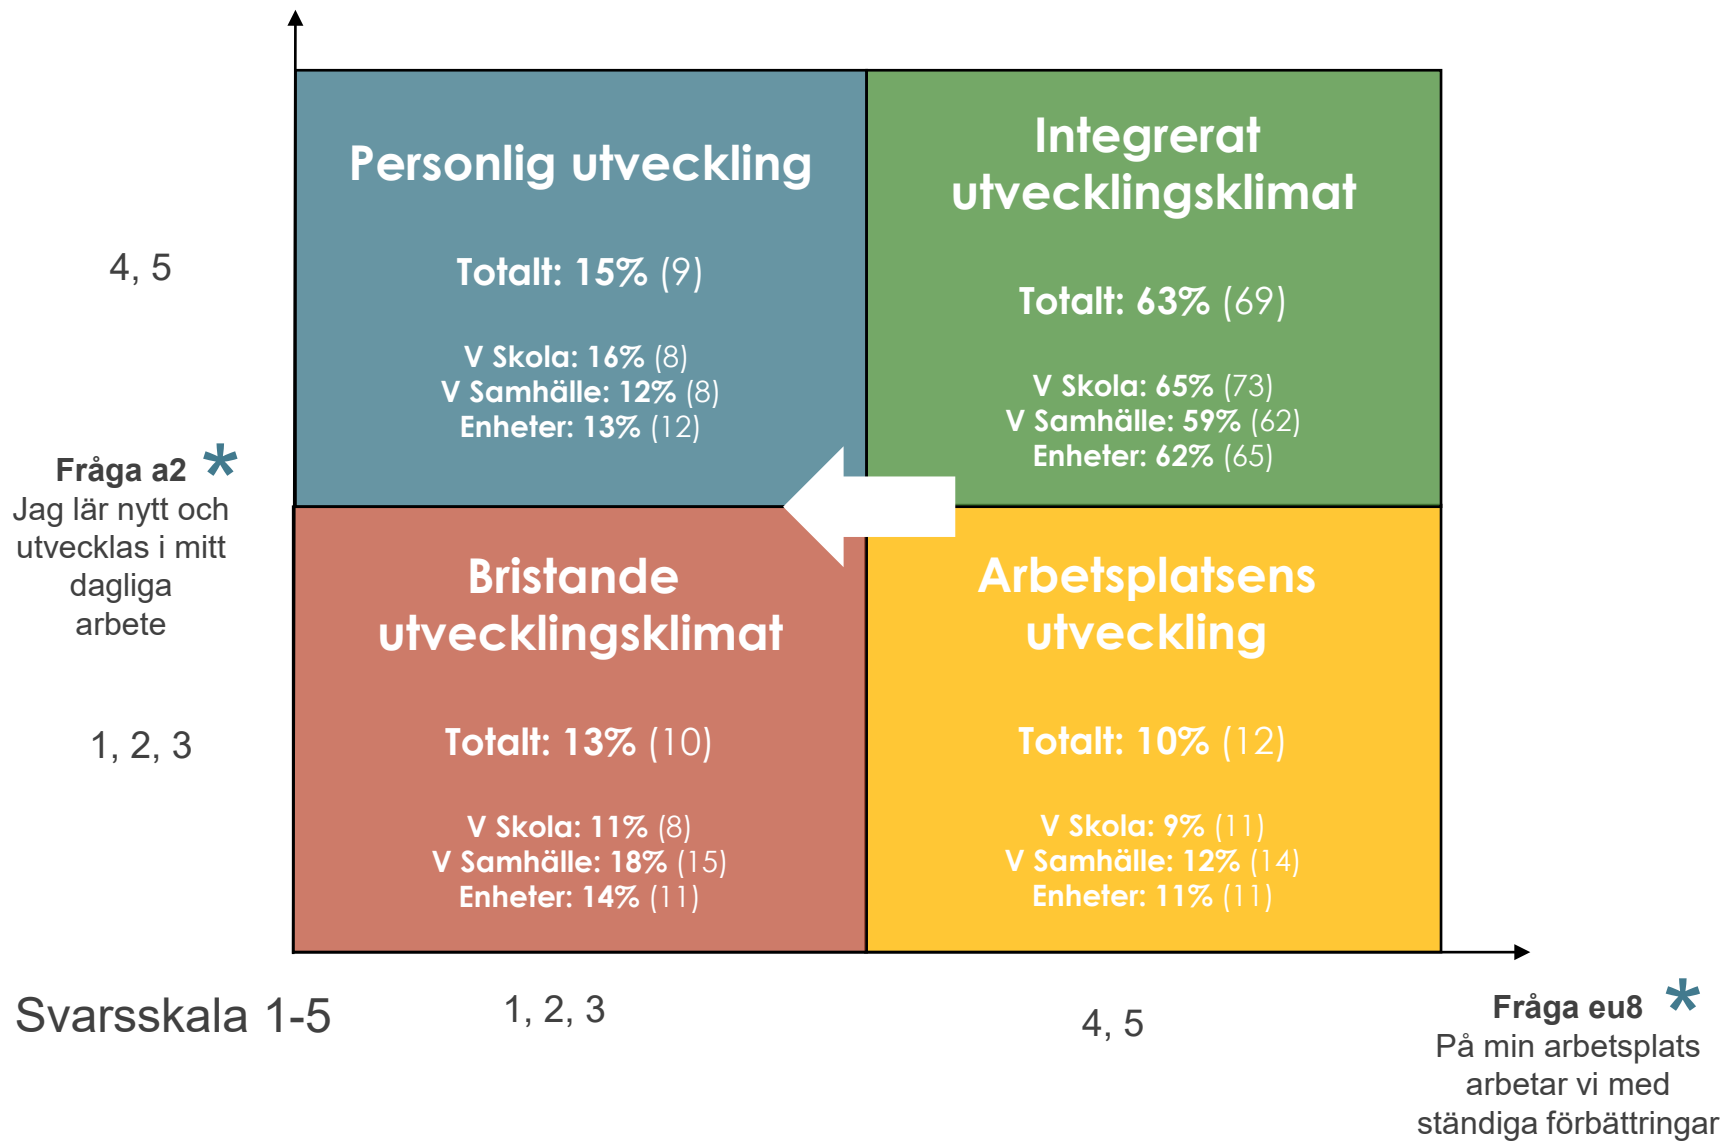 Personlig utveckling
Totalt: 15% (9)
V Skola: 16% (8)
V Samhälle: 12% (8)
Enheter: 13% (12)
Integrerat
utvecklingsklimat
Totalt: 63% (69)
V Skola: 65% (73)
V Samhälle: 59% (62)
Enheter: 62% (65)
4, 5
Fråga a2 *
Jag lär nytt och
utvecklas i mitt
dagliga
arbete
1, 2, 3
Bristande
utvecklingsklimat
Totalt: 13% (10)
V Skola: 11% (8)
V Samhälle: 18% (15)
Enheter: 14% (11)
Arbetsplatsens
utveckling
Totalt: 10% (12)
V Skola: 9% (11)
V Samhälle: 12% (14)
Enheter: 11% (11)
Svarsskala 1-5
1, 2, 3
4, 5
Fråga eu8 *
På min arbetsplats
arbetar vi med
ständiga förbättringar